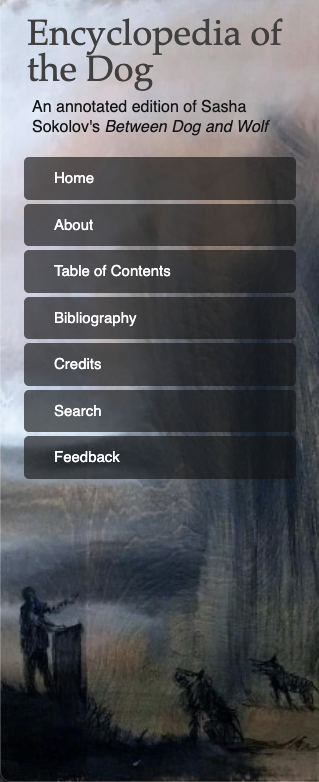 Encyclopedia of
the Dog
An annotated edition of Sasha
Sokolov's Between Dog and Wolf
Home
About
Table of Contents
Bibliography
Credits
Search
Feedback